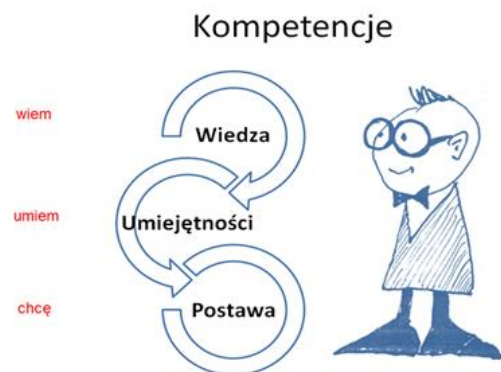 Kompetencje
wiem
Wiedza
umiem
Umiejętności
chcę
Postawa